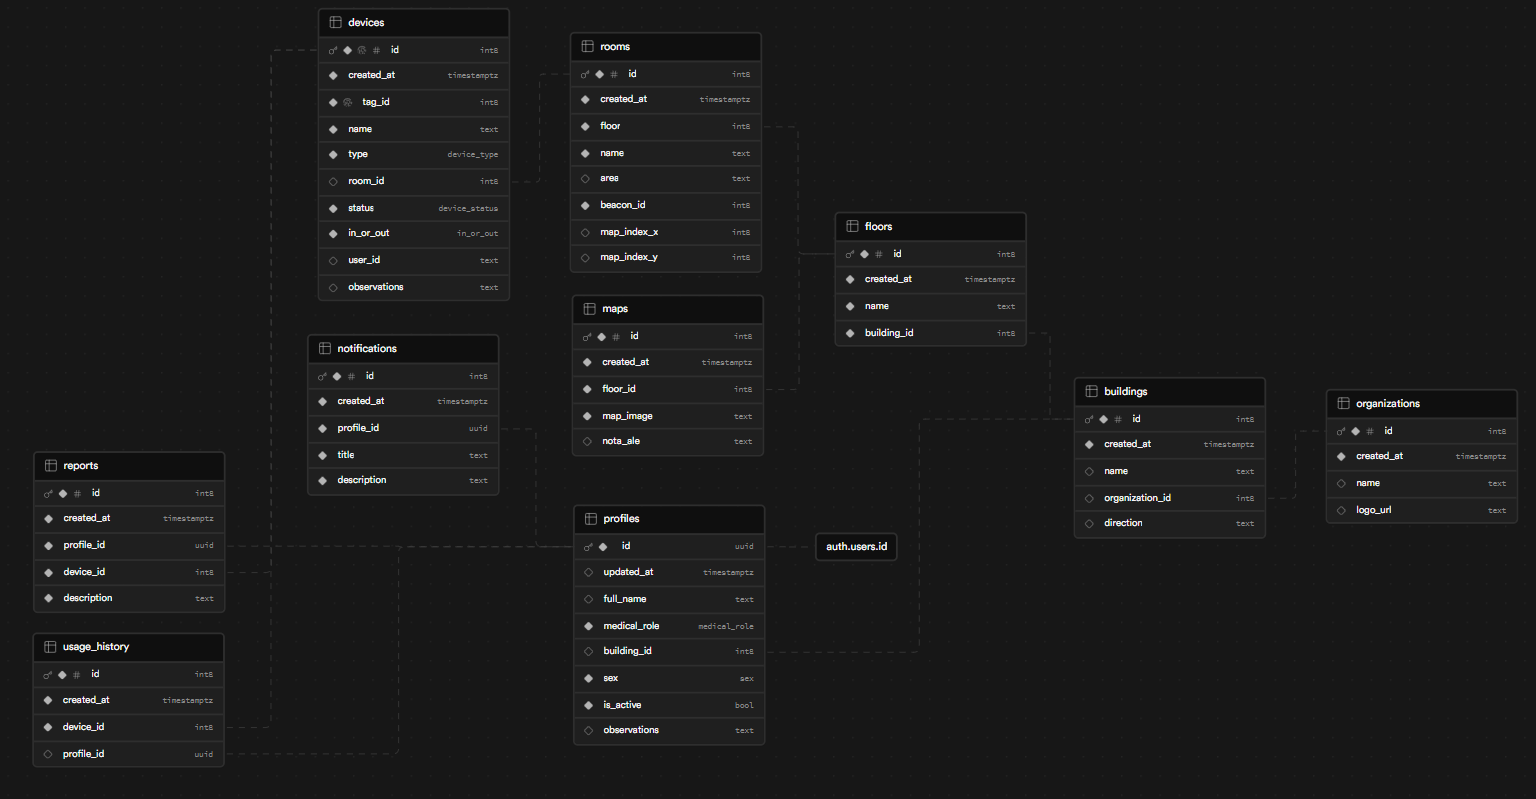 devices
# id int8
created_at timestamptz
tag_id int8
name text
type device_type
room_id int8
status device_status
in_or_out in_or_out
user_id text
observations text
rooms
# id int8
created_at timestamptz
floor int8
name text
area text
beacon_id int8
map_index_x int8
map_index_y int8
floors
# id int8
created_at timestamptz
name text
building_id int8
maps
# id int8
created_at timestamptz
floor_id int8
map_image text
nota_ale text
notifications
# id int8
created_at timestamptz
profile_id uuid
title text
description text
buildings
# id int8
created_at timestamptz
name text
organization_id int8
direction text
organizations
# id int8
created_at timestamptz
name text
logo_url text
reports
# id int8
created_at timestamptz
profile_id uuid
device_id int8
description text
profiles
id uuid
updated_at timestamptz
full_name text
medical_role medical_role
building_id int8
sex sex
is_active bool
observations text
auth.users.id
usage_history
# id int8
created_at timestamptz
device_id int8
profile_id uuid